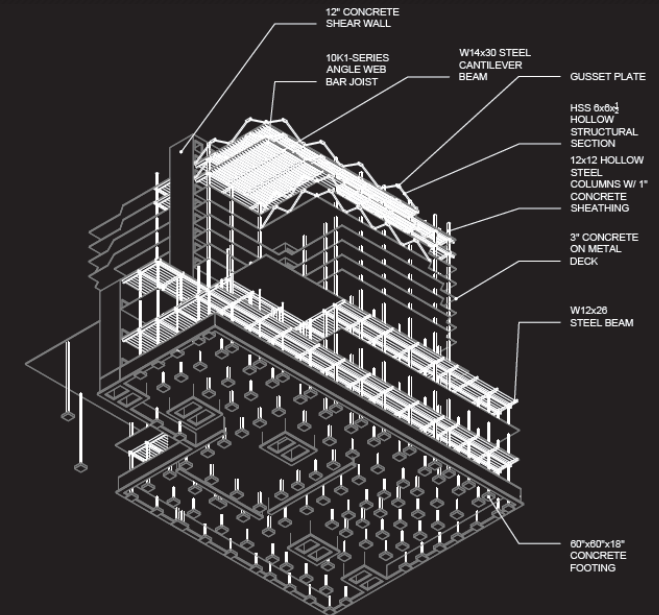 12" CONCRETE
SHEAR WALL
10K1-SERIES
ANGLE WEB
BAR JOIST
W14x30 STEEL
CANTILEVER
BEAM
GUSSET PLATE
HSS 6x6x½
HOLLOW
STRUCTURAL
SECTION
12x12 HOLLOW
STEEL
COLUMNS W/ 1"
CONCRETE
SHEATHING
3" CONCRETE
ON METAL
DECK
W12x26
STEEL BEAM
60"x60"x18"
CONCRETE
FOOTING